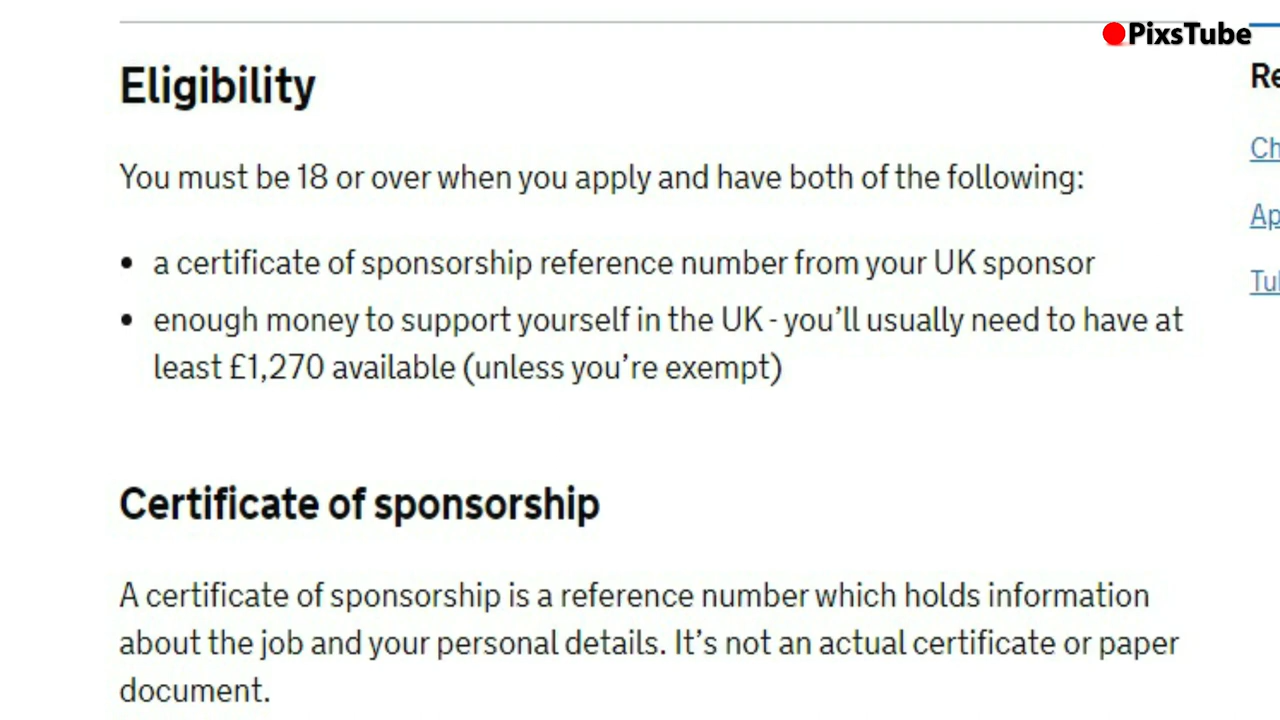 PixsTube
Eligibility
Re
You must be 18 or over when you apply and have both of the following:
Ch
Ap
• a certificate of sponsorship reference number from your UK sponsor
Tu
• enough money to support yourself in the UK - you’ll usually need to have at
least £1,270 available (unless you’re exempt)
Certificate of sponsorship
A certificate of sponsorship is a reference number which holds information
about the job and your personal details. It’s not an actual certificate or paper
document.